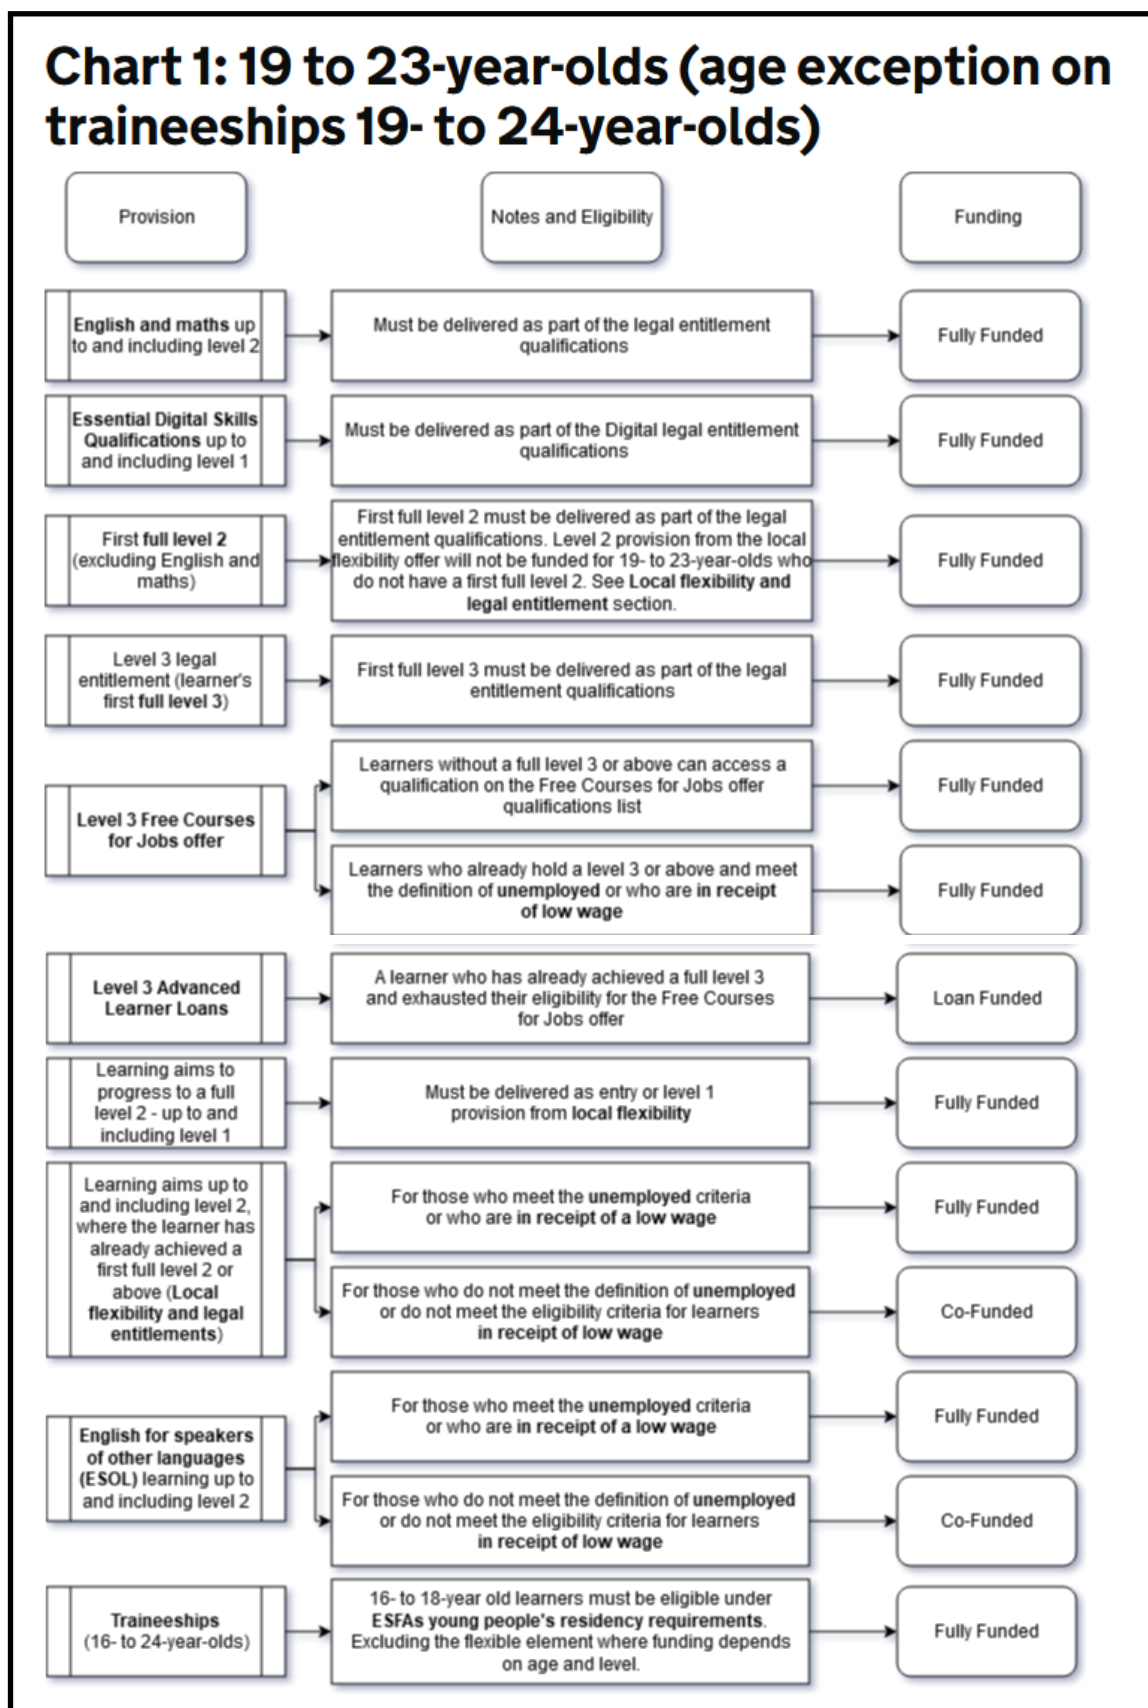 Chart 1: 19 to 23-year-olds (age exception on
traineeships 19- to 24-year-olds)
Provision
Notes and Eligibility
Funding
English and maths up
to and including level 2
Must be delivered as part of the legal entitlement
qualifications
Fully Funded
Essential Digital Skills
Qualifications up to
and including level 1
Must be delivered as part of the Digital legal entitlement
qualifications
Fully Funded
First full level 2
(excluding English and
maths)
First full level 2 must be delivered as part of the legal
entitlement qualifications. Level 2 provision from the local
flexibility offer will not be funded for 19- to 23-year-olds who
do not have a first full level 2. See Local flexibility and
legal entitlement section.
Fully Funded
Level 3 legal
entitlement (learner's
first full level 3)
First full level 3 must be delivered as part of the legal
entitlement qualifications
Fully Funded
Level 3 Free Courses
for Jobs offer
Learners without a full level 3 or above can access a
qualification on the Free Courses for Jobs offer
qualifications list
Fully Funded
Learners who already hold a level 3 or above and meet
the definition of unemployed or who are in receipt
of low wage
Fully Funded
Level 3 Advanced
Learner Loans
A learner who has already achieved a full level 3
and exhausted their eligibility for the Free Courses
for Jobs offer
Loan Funded
Learning aims to
progress to a full
level 2 - up to and
including level 1
Must be delivered as entry or level 1
provision from local flexibility
Fully Funded
Learning aims up to
and including level 2,
where the learner has
already achieved a
first full level 2 or
above (Local
flexibility and legal
entitlements)
For those who meet the unemployed criteria
or who are in receipt of a low wage
Fully Funded
For those who do not meet the definition of unemployed
or do not meet the eligibility criteria for learners
in receipt of low wage
Co-Funded
English for speakers
of other languages
(ESOL) learning up to
and including level 2
For those who meet the unemployed criteria
or who are in receipt of a low wage
Fully Funded
For those who do not meet the definition of unemployed
or do not meet the eligibility criteria for learners
in receipt of low wage
Co-Funded
Traineeships
(16- to 24-year-olds)
16- to 18-year old learners must be eligible under
ESFAs young people's residency requirements.
Excluding the flexible element where funding depends
on age and level.
Fully Funded